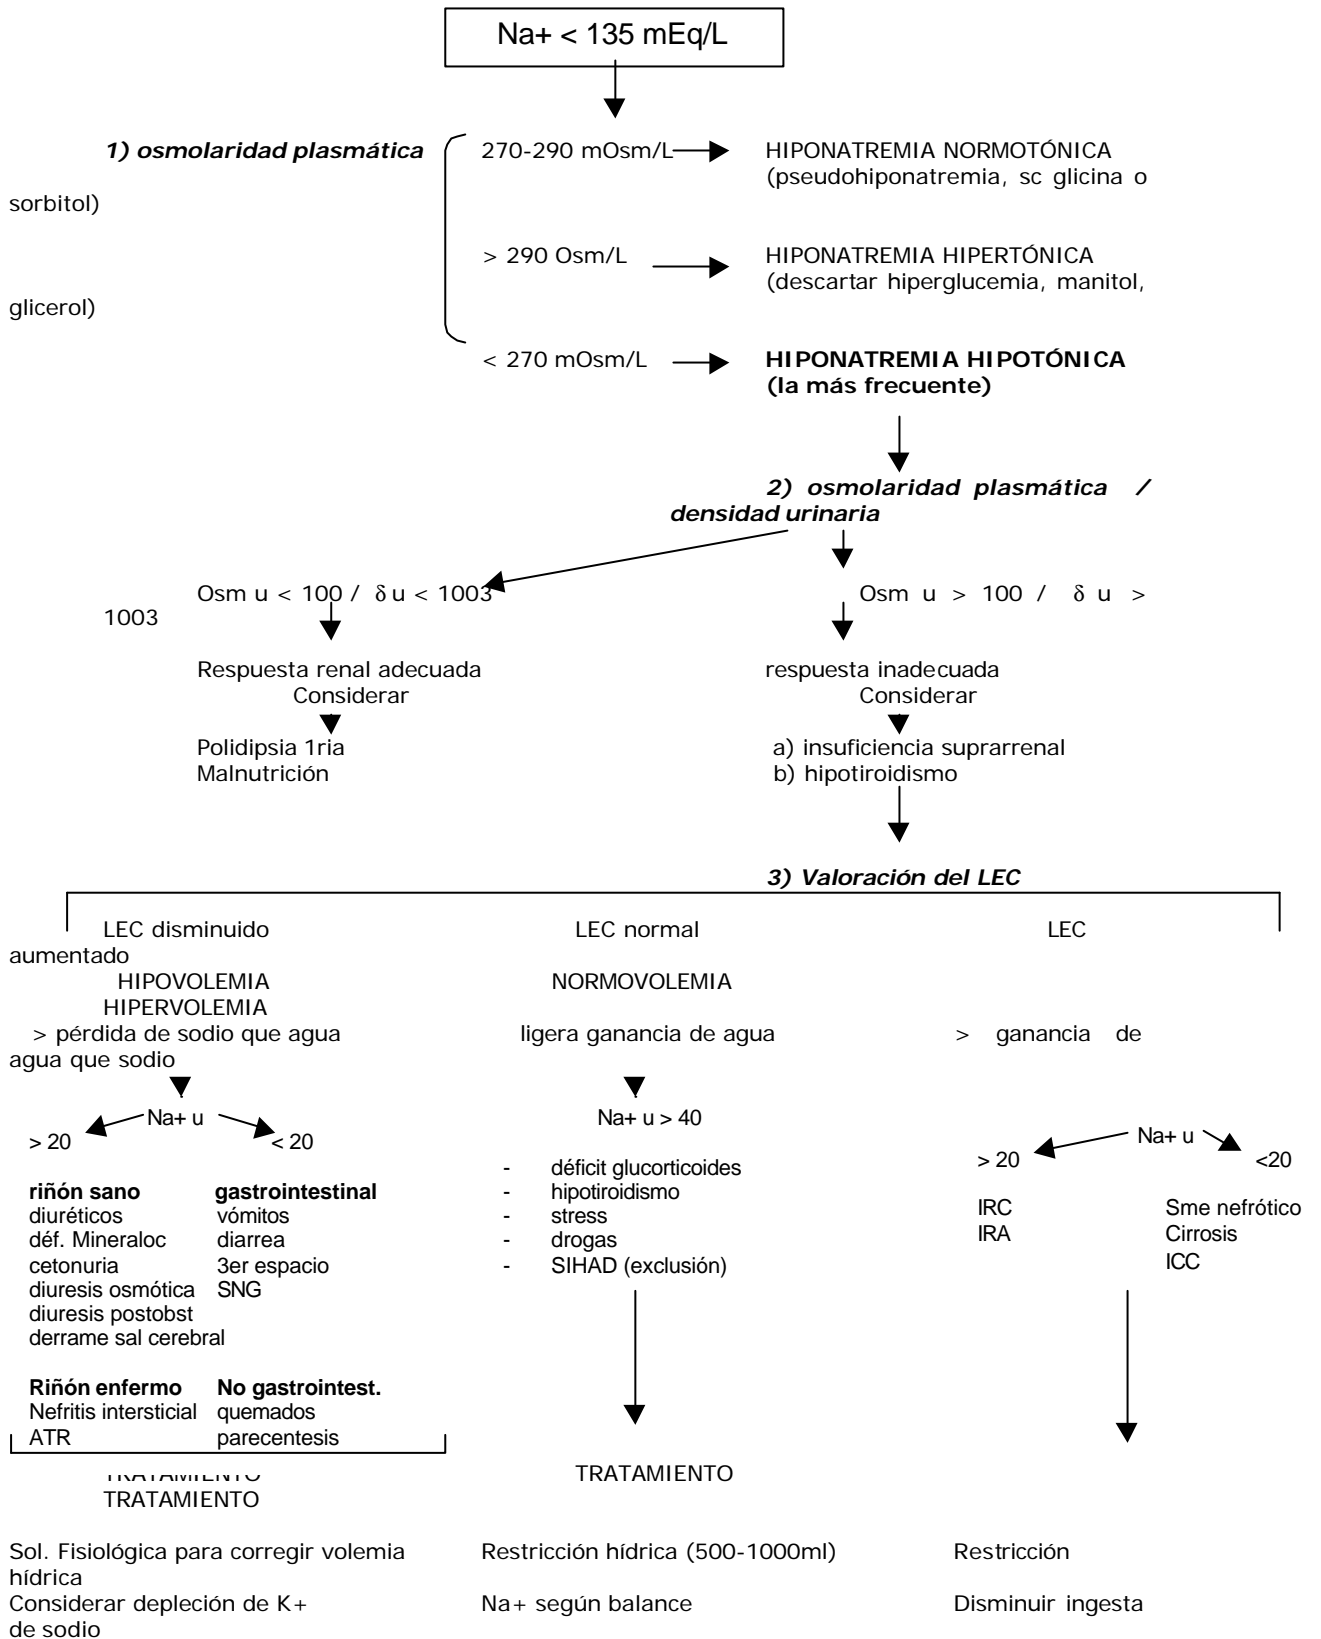 Na+ < 135 mEq/L
1) osmolaridad plasmática 270-290 mOsm/L HIPONATREMIA NORMOTÓNICA
(pseudohiponatremia, sc glicina o
sorbitol)
> 290 Osm/L HIPONATREMIA HIPERTÓNICA
(descartar hiperglucemia, manitol,
glicerol)
< 270 mOsm/L HIPONATREMIA HIPOTÓNICA
(la más frecuente)
2) osmolaridad plasmática /
densidad urinaria
Osm u < 100 / δ u < 1003 Osm u > 100 / δ u >
1003
Respuesta renal adecuada respuesta inadecuada
Considerar Considerar
Polidipsia 1ria a) insuficiencia suprarrenal
Malnutrición b) hipotiroidismo
3) Valoración del LEC
LEC disminuido LEC normal LEC
aumentado
HIPOVOLEMIA NORMOVOLEMIA
HIPERVOLEMIA
> pérdida de sodio que agua ligera ganancia de agua > ganancia de
agua que sodio
Na+ u Na+ u > 40 Na+ u
> 20 < 20 > 20 <20
riñón sano gastrointestinal - déficit glucorticoides
diuréticos vómitos - hipotiroidismo IRC Sme nefrótico
déf. Mineraloc diarrea - stress IRA Cirrosis
cetonuria 3er espacio - drogas ICC
diuresis osmótica SNG - SIHAD (exclusión)
diuresis postobst
derrame sal cerebral
Riñón enfermo No gastrointest.
Nefritis intersticial quemados
ATR parecentesis
TRATAMIENTO TRATAMIENTO
TRATAMIENTO
Sol. Fisiológica para corregir volemia Restricción hídrica (500-1000ml) Restricción
hídrica
Considerar depleción de K+ Na+ según balance Disminuir ingesta
de sodio